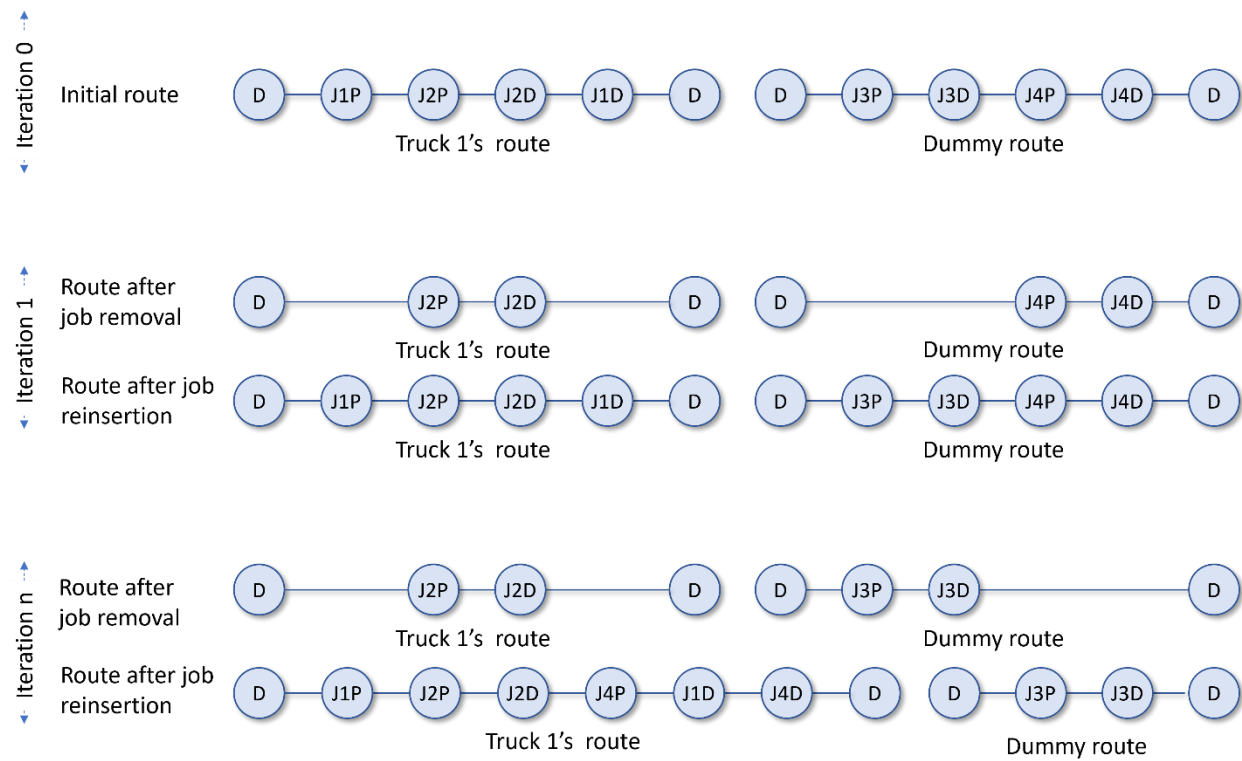 Iteration 0
Initial route
D J1P J2P J2D J1D D D J3P J3D J4P J4D D
Truck 1's route Dummy route
Iteration 1
Route after
job removal
D J2P J2D D D J4P J4D D
Truck 1's route Dummy route
Route after job
reinsertion
D J1P J2P J2D J1D D D J3P J3D J4P J4D D
Truck 1's route Dummy route
Iteration n
Route after
job removal
D J2P J2D D D J3P J3D D
Truck 1's route Dummy route
Route after job
reinsertion
D J1P J2P J2D J4P J1D J4D D D J3P J3D D
Truck 1's route Dummy route